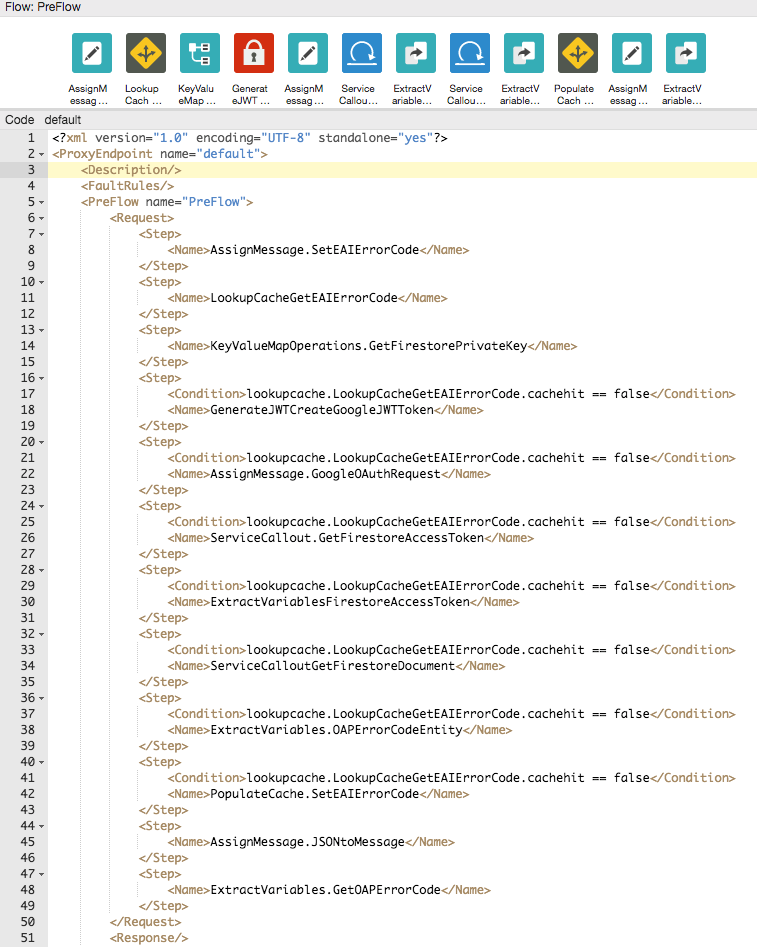 Flow: PreFlow
AssignM Lookup KeyValu Generat AssignM Service ExtractV Service ExtractV Populate AssignM ExtractV
essag ... Cach ... eMap ... eJWT ... essag ... Callou... ariable... Callou... ariable... Cach ... essag ... ariable...
Code default
1 <?xml version="1.0" encoding="UTF-8" standalone="yes"?>
2 <ProxyEndpoint name="default">
3 <Description/>
4 <FaultRules/>
5 <PreFlow name="PreFlow">
6 <Request>
7 <Step>
8 <Name>AssignMessage.SetEAIErrorCode</Name>
9 </Step>
10 <Step>
11 <Name>LookupCacheGetEAIErrorCode</Name>
12 </Step>
13 <Step>
14 <Name>KeyValueMapOperations.GetFirestorePrivateKey</Name>
15 </Step>
16 <Step>
17 <Condition>lookupcache.LookupCacheGetEAIErrorCode.cachehit == false</Condition>
18 <Name>GenerateJWTCreateGoogleJWTToken</Name>
19 </Step>
20 <Step>
21 <Condition>lookupcache.LookupCacheGetEAIErrorCode.cachehit == false</Condition>
22 <Name>AssignMessage.GoogleOAuthRequest</Name>
23 </Step>
24 <Step>
25 <Condition>lookupcache.LookupCacheGetEAIErrorCode.cachehit == false</Condition>
26 <Name>ServiceCallout.GetFirestoreAccessToken</Name>
27 </Step>
28 <Step>
29 <Condition>lookupcache.LookupCacheGetEAIErrorCode.cachehit == false</Condition>
30 <Name>ExtractVariablesFirestoreAccessToken</Name>
31 </Step>
32 <Step>
33 <Condition>lookupcache.LookupCacheGetEAIErrorCode.cachehit == false</Condition>
34 <Name>ServiceCalloutGetFirestoreDocument</Name>
35 </Step>
36 <Step>
37 <Condition>lookupcache.LookupCacheGetEAIErrorCode.cachehit == false</Condition>
38 <Name>ExtractVariables.OAPErrorCodeEntity</Name>
39 </Step>
40 <Step>
41 <Condition>lookupcache.LookupCacheGetEAIErrorCode.cachehit == false</Condition>
42 <Name>PopulateCache.SetEAIErrorCode</Name>
43 </Step>
44 <Step>
45 <Name>AssignMessage.JSONtoMessage</Name>
46 </Step>
47 <Step>
48 <Name>ExtractVariables.GetOAPErrorCode</Name>
49 </Step>
50 </Request>
51 <Response/>